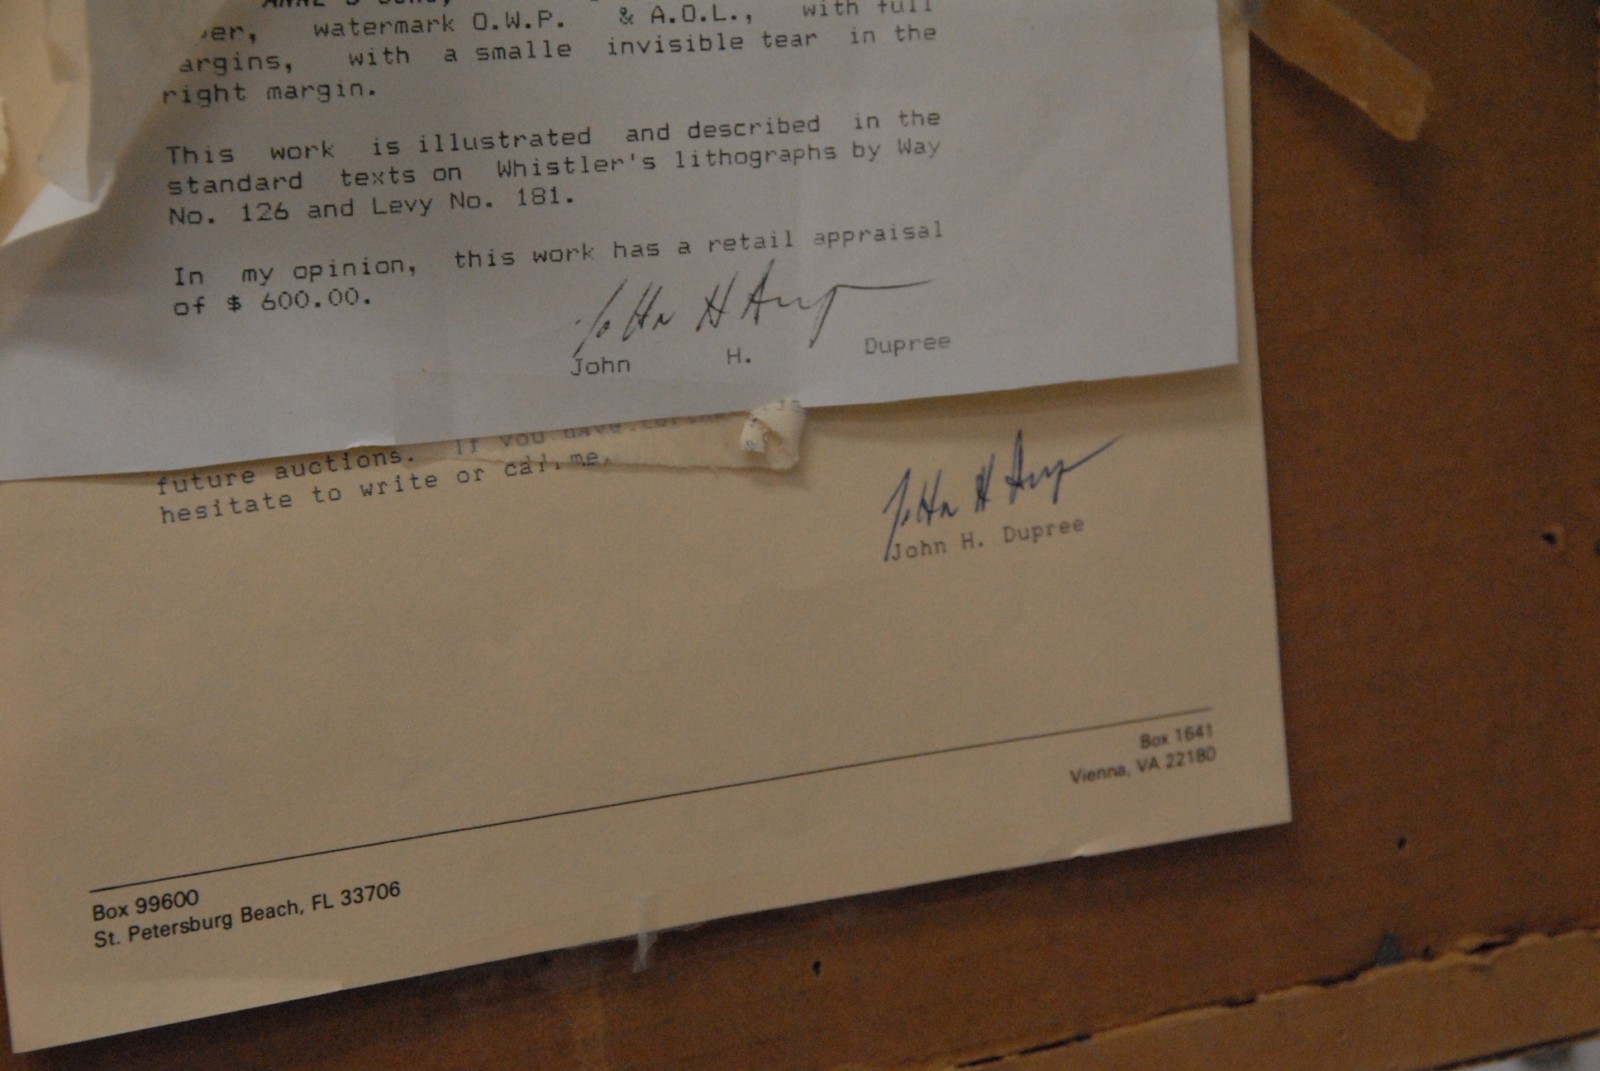 watermark O.W.P. & A.O.L., with full
argins, with a smalle invisible tear in the
right margin.
This work is illustrated and described in the
standard texts on Whistler's lithographs by Way
No. 126 and Levy No. 181.
In my opinion, this work has a retail appraisal
of $ 600.00.
John H. Dupree
future auctions. If you have
hesitate to write or call me.
John H. Dupree
Box 1641
Vienna, VA 22180
Box 99600
St. Petersburg Beach, FL 33706